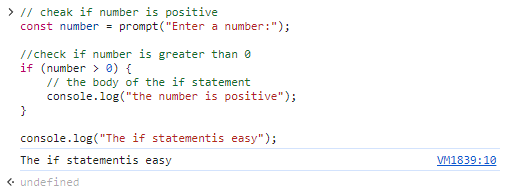 // cheak if number is positive
const number = prompt("Enter a number:");
//check if number is greater than 0
if (number > 0) {
// the body of the if statement
console.log("the number is positive");
}
console.log("The if statementis easy");
The if statementis easy VM1839:10
undefined